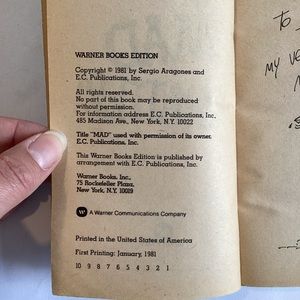 WARNER BOOKS EDITION
Copyright © 1981 by Sergio Aragones and
E.C. Publications, Inc.
All rights reserved.
No part of this book may be reproduced
without permission.
For information address E.C. Publications, Inc.
485 Madison Ave., New York, N.Y. 10022
Title "MAD" used with permission of its owner.
E.C. Publications, Inc.
This Warner Books Edition is published by
arrangement with E.C. Publications, Inc.
Warner Books, Inc.,
75 Rockefeller Plaza,
New York, N.Y. 10019
A Warner Communications Company
Printed in the United States of America
First Printing: January, 1981
10 9 8 7 6 5 4 3 2 1
To
my